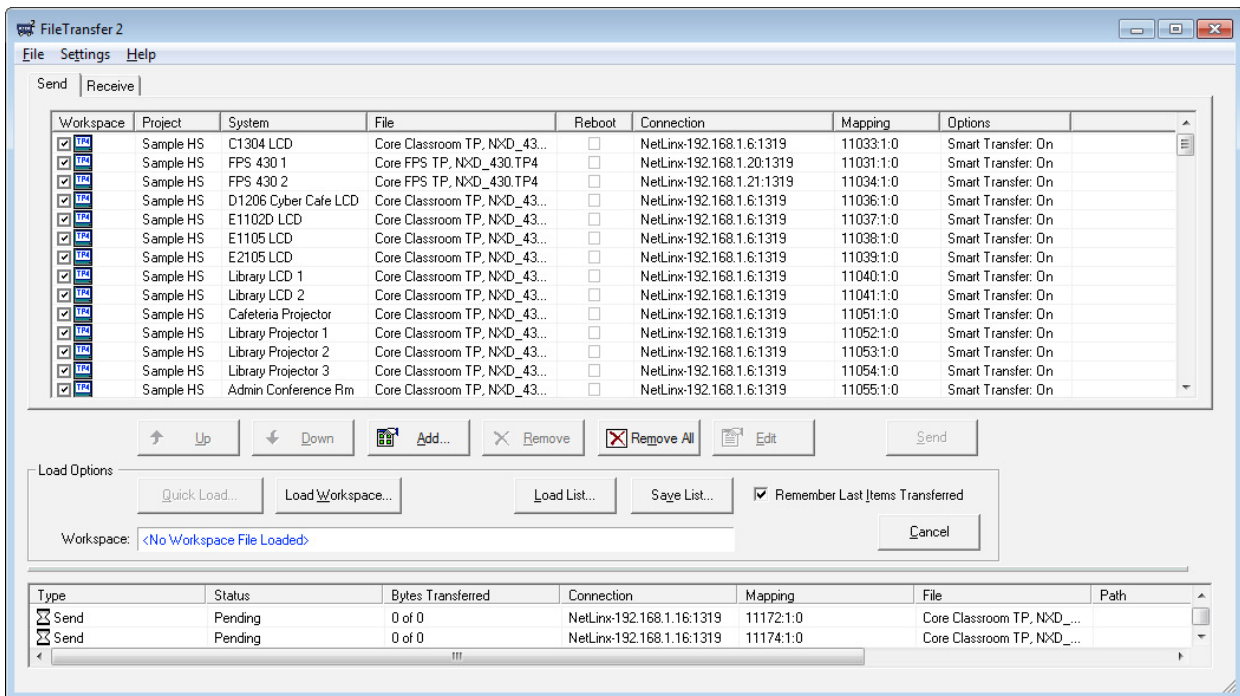 FileTransfer 2
File Settings Help
Send Receive
Workspace Project System File Reboot Connection Mapping Options
TP4 Sample HS C1304 LCD Core Classroom TP, NXD_43... NetLinx-192.168.1.6:1319 11033:1:0 Smart Transfer: On
TP4 Sample HS FPS 430 1 Core FPS TP, NXD_430.TP4 NetLinx-192.168.1.20:1319 11031:1:0 Smart Transfer: On
TP4 Sample HS FPS 430 2 Core FPS TP, NXD_430.TP4 NetLinx-192.168.1.21:1319 11034:1:0 Smart Transfer: On
TP4 Sample HS D1206 Cyber Cafe LCD Core Classroom TP, NXD_43... NetLinx-192.168.1.6:1319 11036:1:0 Smart Transfer: On
TP4 Sample HS E1102D LCD Core Classroom TP, NXD_43... NetLinx-192.168.1.6:1319 11037:1:0 Smart Transfer: On
TP4 Sample HS E1105 LCD Core Classroom TP, NXD_43... NetLinx-192.168.1.6:1319 11038:1:0 Smart Transfer: On
TP4 Sample HS E2105 LCD Core Classroom TP, NXD_43... NetLinx-192.168.1.6:1319 11039:1:0 Smart Transfer: On
TP4 Sample HS Library LCD 1 Core Classroom TP, NXD_43... NetLinx-192.168.1.6:1319 11040:1:0 Smart Transfer: On
TP4 Sample HS Library LCD 2 Core Classroom TP, NXD_43... NetLinx-192.168.1.6:1319 11041:1:0 Smart Transfer: On
TP4 Sample HS Cafeteria Projector Core Classroom TP, NXD_43... NetLinx-192.168.1.6:1319 11051:1:0 Smart Transfer: On
TP4 Sample HS Library Projector 1 Core Classroom TP, NXD_43... NetLinx-192.168.1.6:1319 11052:1:0 Smart Transfer: On
TP4 Sample HS Library Projector 2 Core Classroom TP, NXD_43... NetLinx-192.168.1.6:1319 11053:1:0 Smart Transfer: On
TP4 Sample HS Library Projector 3 Core Classroom TP, NXD_43... NetLinx-192.168.1.6:1319 11054:1:0 Smart Transfer: On
TP4 Sample HS Admin Conference Rm Core Classroom TP, NXD_43... NetLinx-192.168.1.6:1319 11055:1:0 Smart Transfer: On
Up Down Add... Remove Remove All Edit Send
Load Options
Quick Load... Load Workspace... Load List... Save List... Remember Last Items Transferred
Workspace: <No Workspace File Loaded> Cancel
Type Status Bytes Transferred Connection Mapping File Path
Send Pending 0 of 0 NetLinx-192.168.1.16:1319 11172:1:0 Core Classroom TP, NXD_...
Send Pending 0 of 0 NetLinx-192.168.1.16:1319 11174:1:0 Core Classroom TP, NXD_...